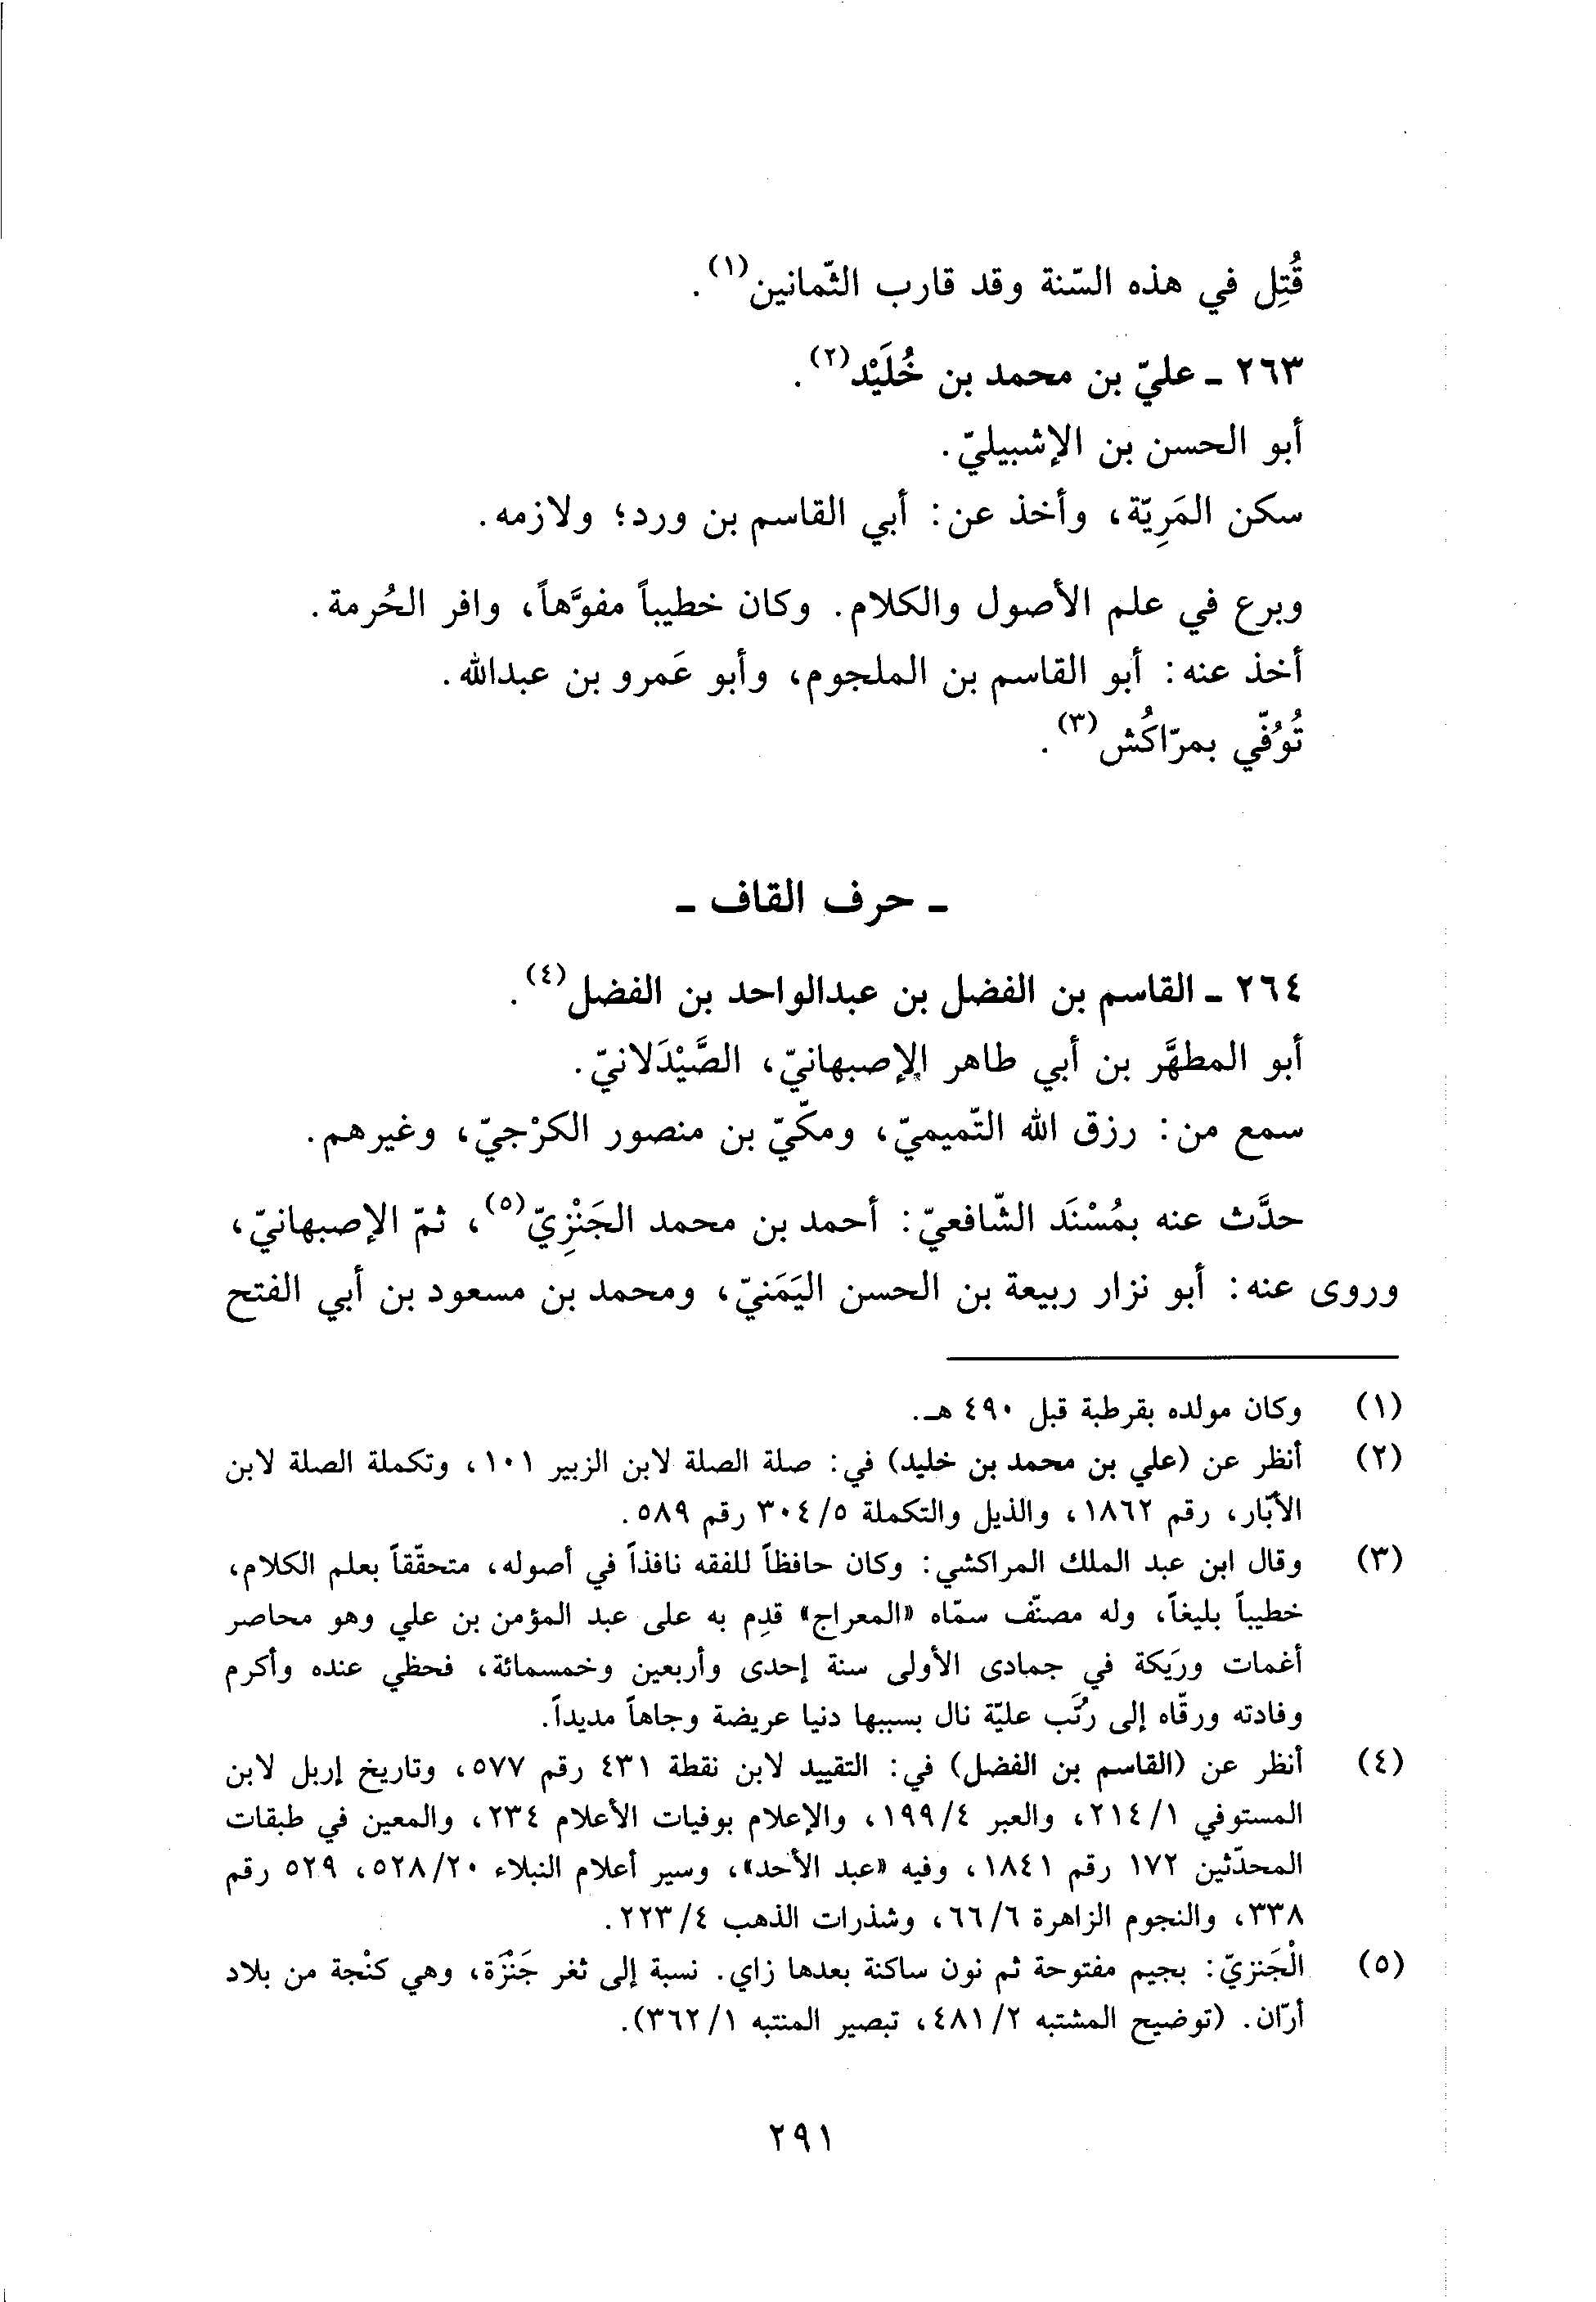 قُتِل في هذه السّنة وقد قارب الثّمانين(١).
٢٦٣ ـ عليّ بن محمد بن خُلَيْد(٢).
أبو الحسن بن الإشبيليّ.
سكن المَرِيّة، وأخذ عن: أبي القاسم بن ورد؛ ولازمه.
وبرع في علم الأصول والكلام. وكان خطيباً مفوَّهاً، وافر الحُرمة.
أخذ عنه: أبو القاسم بن الملجوم، وأبو عَمرو بن عبدالله.
تُوُفّي بمرّاكُش(٣).
ـ حرف القاف ـ
٢٦٤ ـ القاسم بن الفضل بن عبدالواحد بن الفضل(٤).
أبو المطهَّر بن أبي طاهر الإصبهانيّ، الصَّيْدَلانيّ.
سمع من: رزق الله التّميميّ، ومكّيّ بن منصور الكرْجيّ، وغيرهم.
حدَّث عنه بمُسْنَد الشّافعيّ: أحمد بن محمد الجَنْزِيّ(٥)، ثمّ الإصبهانيّ،
وروى عنه: أبو نزار ربيعة بن الحسن اليَمَنيّ، ومحمد بن مسعود بن أبي الفتح
(١) وكان مولده بقرطبة قبل ٤٩٠ هـ.
(٢) أنظر عن (علي بن محمد بن خليد) في: صلة الصلة لابن الزبير ١٠١، وتكملة الصلة لابن
الأبّار، رقم ١٨٦٢، والذيل والتكملة ٣٠٤/٥ رقم ٥٨٩.
(٣) وقال ابن عبد الملك المراكشي: وكان حافظاً للفقه نافذاً في أصوله، متحقّقاً بعلم الكلام،
خطيباً بليغاً، وله مصنّف سمّاه «المعراج» قدِم به على عبد المؤمن بن علي وهو محاصر
أغمات وريَكة في جمادى الأولى سنة إحدى وأربعين وخمسمائة، فحظي عنده وأكرم
وفادته ورقّاه إلى رُتَب عليّة نال بسببها دنيا عريضة وجاهاً مديداً.
(٤) أنظر عن (القاسم بن الفضل) في: التقييد لابن نقطة ٤٣١ رقم ٥٧٧، وتاريخ إربل لابن
المستوفي ٢١٤/١، والعبر ١٩٩/٤، والإعلام بوفيات الأعلام ٢٣٤، والمعين في طبقات
المحدّثين ١٧٢ رقم ١٨٤١، وفيه «عبد الأحد»، وسير أعلام النبلاء ٥٢٨/٢٠، ٥٢٩ رقم
٣٣٨، والنجوم الزاهرة ٦٦/٦، وشذرات الذهب ٢٢٣/٤.
(٥) الْجَنزيّ: بجيم مفتوحة ثم نون ساكنة بعدها زاي. نسبة إلى ثغر جَنْزَة، وهي كنْجة من بلاد
أرّان. (توضيح المشتبه ٤٨١/٢، تبصير المنتبه ٣٦٢/١).
٢٩١